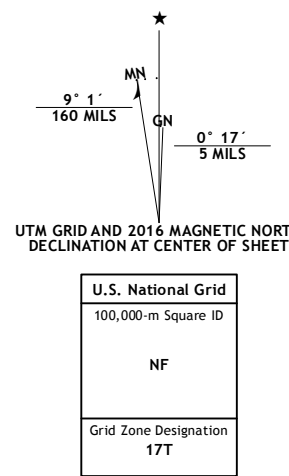 ★
MN
9° 1´
160 MILS
GN
0° 17´
5 MILS
UTM GRID AND 2016 MAGNETIC NORT
DECLINATION AT CENTER OF SHEET
U.S. National Grid
100,000-m Square ID
NF
Grid Zone Designation
17T